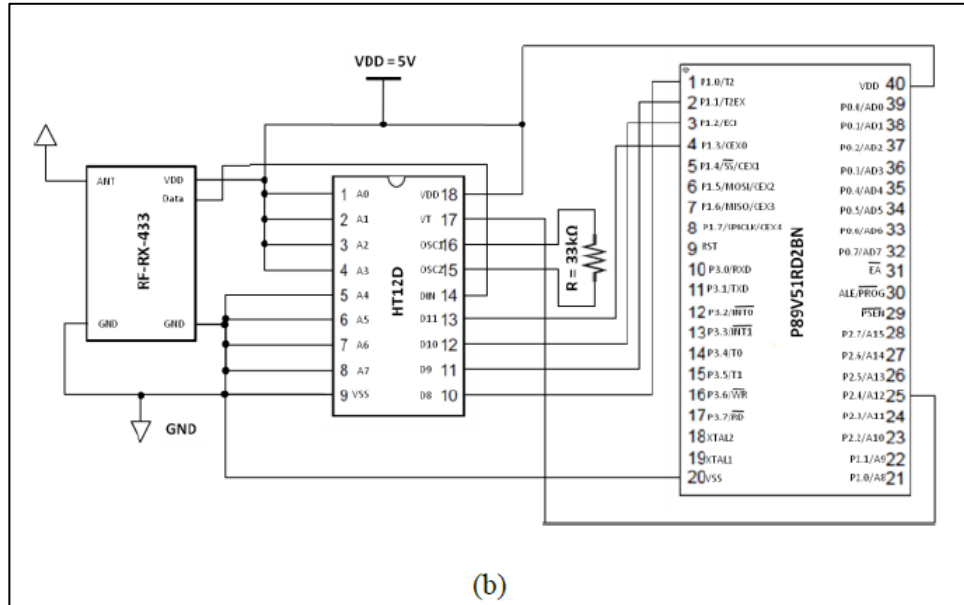 VDD = 5V
ANT
VDD
Data
RF-RX-433
GND
GND
GND
1 A0
2 A1
3 A2
4 A3
5 A4
6 A5
7 A6
8 A7
9 VSS
HT12D
VDD 18
VT 17
OSC1 16
OSC2 15
DIN 14
D11 13
D10 12
D9 11
D8 10
R = 33kΩ
1 P1.0/T2
2 P1.1/T2EX
3 P1.2/ECI
4 P1.3/CEX0
5 P1.4/SS/CEX1
6 P1.5/MOSI/CEX2
7 P1.6/MISO/CEX3
8 P1.7/SPICLK/CEX4
9 RST
10 P3.0/RXD
11 P3.1/TXD
12 P3.2/INT0
13 P3.3/INT1
14 P3.4/T0
15 P3.5/T1
16 P3.6/WR
17 P3.7/RD
18 XTAL2
19 XTAL1
20 VSS
P89V51RD2BN
VDD 40
P0.0/AD0 39
P0.1/AD1 38
P0.2/AD2 37
P0.3/AD3 36
P0.4/AD4 35
P0.5/AD5 34
P0.6/AD6 33
P0.7/AD7 32
EA 31
ALE/PROG 30
PSEN 29
P2.7/A15 28
P2.6/A14 27
P2.5/A13 26
P2.4/A12 25
P2.3/A11 24
P2.2/A10 23
P2.1/A9 22
P2.0/A8 21
(b)